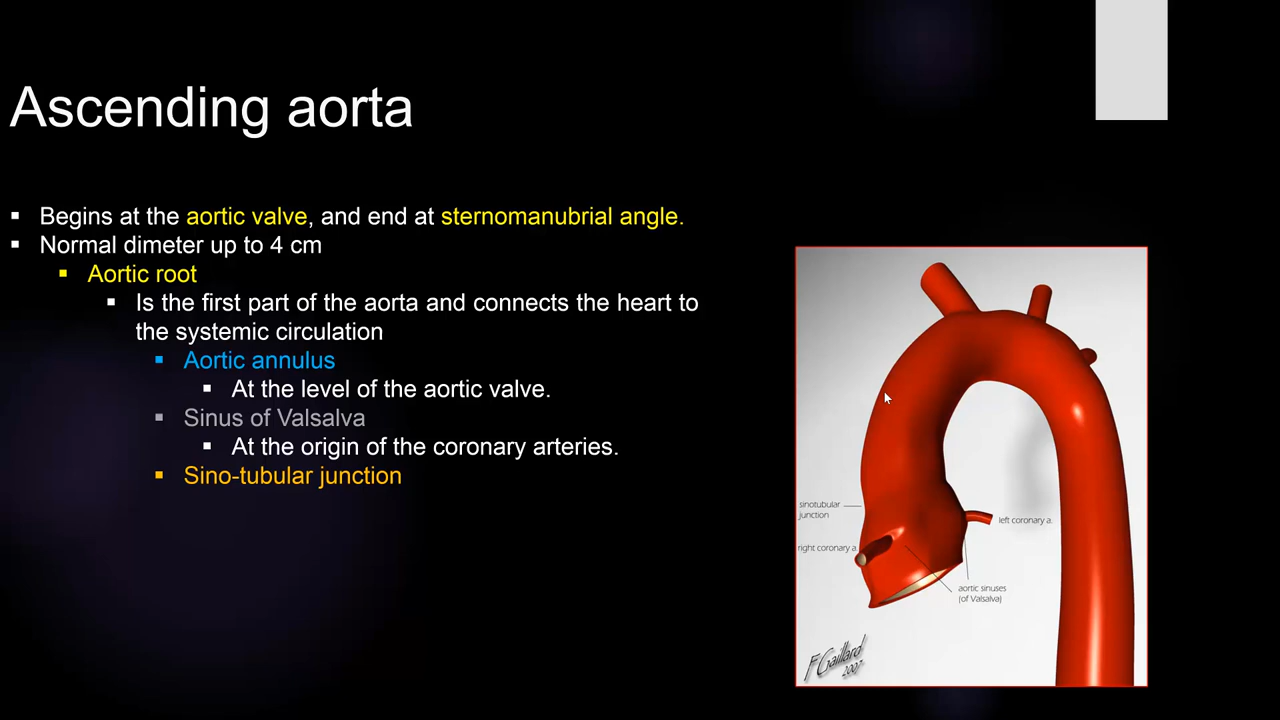 Ascending aorta
▪ Begins at the aortic valve, and end at sternomanubrial angle.
▪ Normal dimeter up to 4 cm
▪ Aortic root
▪ Is the first part of the aorta and connects the heart to
the systemic circulation
▪ Aortic annulus
▪ At the level of the aortic valve.
▪ Sinus of Valsalva
▪ At the origin of the coronary arteries.
▪ Sino-tubular junction
sinotubular
junction
left coronary a.
right coronary a.
aortic sinuses
(of Valsalva)
F Gaillard
2007